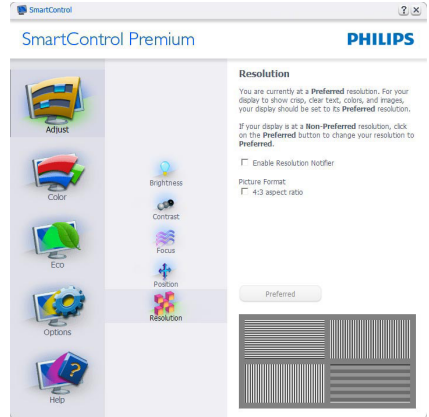 SmartControl
SmartControl Premium
PHILIPS
Adjust
Color
Eco
Options
Help
Brightness
Contrast
Focus
Position
Resolution
Resolution
You are currently at a Preferred resolution. For your
display to show crisp, clear text, colors, and images,
your display should be set to its Preferred resolution.
If your display is at a Non-Preferred resolution, click
on the Preferred button to change your resolution to
Preferred.
Enable Resolution Notifier
Picture Format
4:3 aspect ratio
Preferred